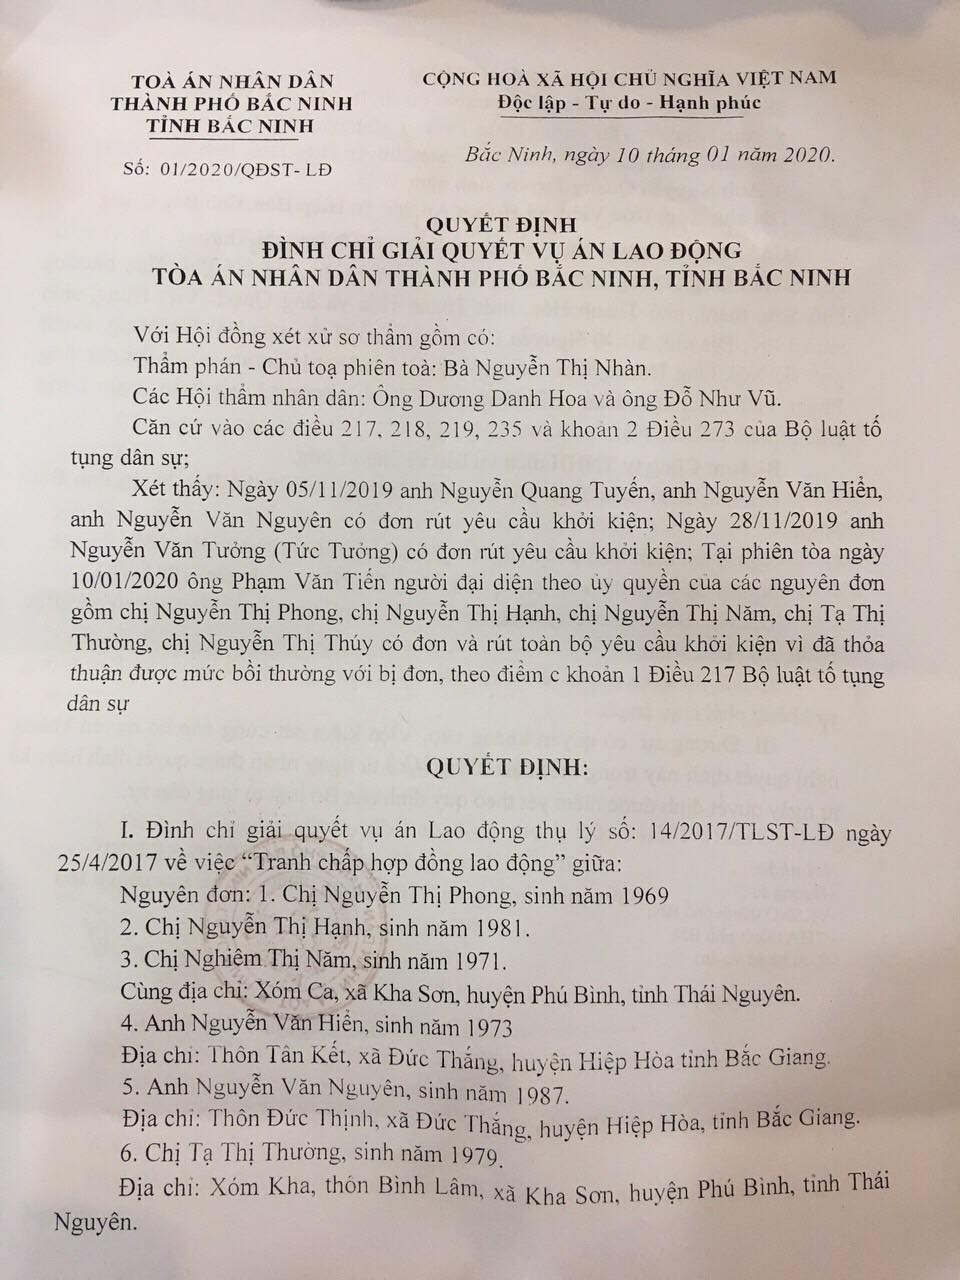 TOÀ ÁN NHÂN DÂN
THÀNH PHỐ BẮC NINH
TỈNH BẮC NINH
Số: 01/2020/QĐST- LĐ
CỘNG HOÀ XÃ HỘI CHỦ NGHĨA VIỆT NAM
Độc lập - Tự do - Hạnh phúc
Bắc Ninh, ngày 10 tháng 01 năm 2020.
QUYẾT ĐỊNH
ĐÌNH CHỈ GIẢI QUYẾT VỤ ÁN LAO ĐỘNG
TÒA ÁN NHÂN DÂN THÀNH PHỐ BẮC NINH, TỈNH BẮC NINH
Với Hội đồng xét xử sơ thẩm gồm có:
Thẩm phán - Chủ toạ phiên toà: Bà Nguyễn Thị Nhàn.
Các Hội thẩm nhân dân: Ông Dương Danh Hoa và ông Đỗ Như Vũ.
Căn cứ vào các điều 217, 218, 219, 235 và khoản 2 Điều 273 của Bộ luật tố
tụng dân sự;
Xét thấy: Ngày 05/11/2019 anh Nguyễn Quang Tuyến, anh Nguyễn Văn Hiển,
anh Nguyễn Văn Nguyên có đơn rút yêu cầu khởi kiện; Ngày 28/11/2019 anh
Nguyễn Văn Tưởng (Tức Tưởng) có đơn rút yêu cầu khởi kiện; Tại phiên tòa ngày
10/01/2020 ông Phạm Văn Tiến người đại diện theo ủy quyền của các nguyên đơn
gồm chị Nguyễn Thị Phong, chị Nguyễn Thị Hạnh, chị Nguyễn Thị Năm, chị Tạ Thị
Thường, chị Nguyễn Thị Thúy có đơn và rút toàn bộ yêu cầu khởi kiện vì đã thỏa
thuận được mức bồi thường với bị đơn, theo điểm c khoản 1 Điều 217 Bộ luật tố tụng
dân sự
QUYẾT ĐỊNH:
I. Đình chỉ giải quyết vụ án Lao động thụ lý số: 14/2017/TLST-LĐ ngày
25/4/2017 về việc “Tranh chấp hợp đồng lao động” giữa:
Nguyên đơn: 1. Chị Nguyễn Thị Phong, sinh năm 1969
2. Chị Nguyễn Thị Hạnh, sinh năm 1981.
3. Chị Nghiêm Thị Năm, sinh năm 1971.
Cùng địa chỉ: Xóm Ca, xã Kha Sơn, huyện Phú Bình, tỉnh Thái Nguyên.
4. Anh Nguyễn Văn Hiển, sinh năm 1973
Địa chỉ: Thôn Tân Kết, xã Đức Thắng, huyện Hiệp Hòa tỉnh Bắc Giang.
5. Anh Nguyễn Văn Nguyên, sinh năm 1987.
Địa chỉ: Thôn Đức Thịnh, xã Đức Thắng, huyện Hiệp Hòa, tỉnh Bắc Giang.
6. Chị Tạ Thị Thường, sinh năm 1979.
Địa chỉ: Xóm Kha, thôn Bình Lâm, xã Kha Sơn, huyện Phú Bình, tỉnh Thái
Nguyên.